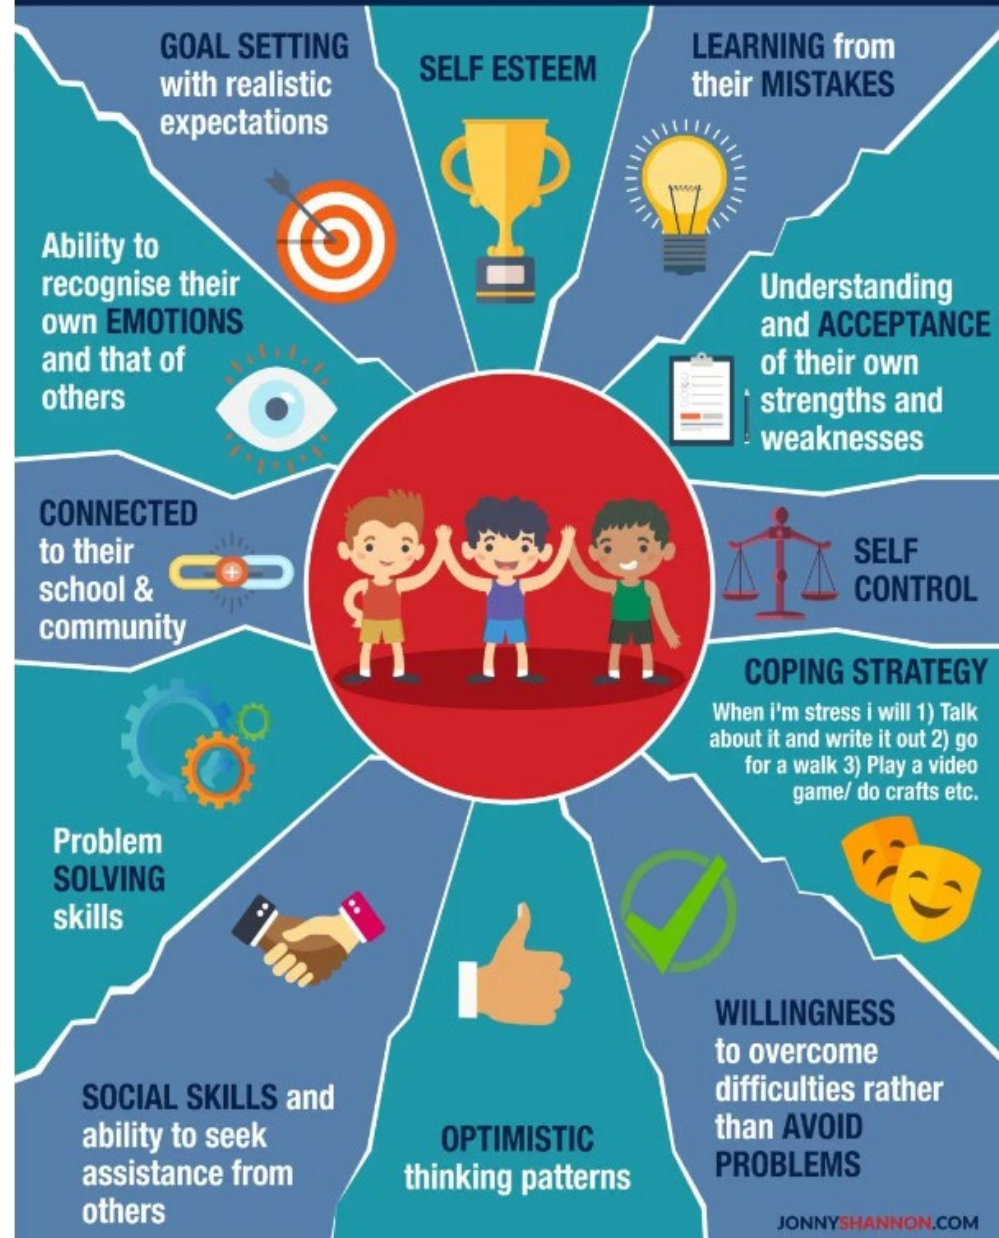 GOAL SETTING
with realistic
expectations
SELF ESTEEM
LEARNING from
their MISTAKES
Understanding
and ACCEPTANCE
of their own
strengths and
weaknesses
SELF
CONTROL
COPING STRATEGY
When i'm stress i will 1) Talk
about it and write it out 2) go
for a walk 3) Play a video
game/ do crafts etc.
WILLINGNESS
to overcome
difficulties rather
than AVOID
PROBLEMS
OPTIMISTIC
thinking patterns
SOCIAL SKILLS and
ability to seek
assistance from
others
Problem
SOLVING
skills
CONNECTED
to their
school &
community
Ability to
recognise their
own EMOTIONS
and that of
others
JONNYSHANNON.COM